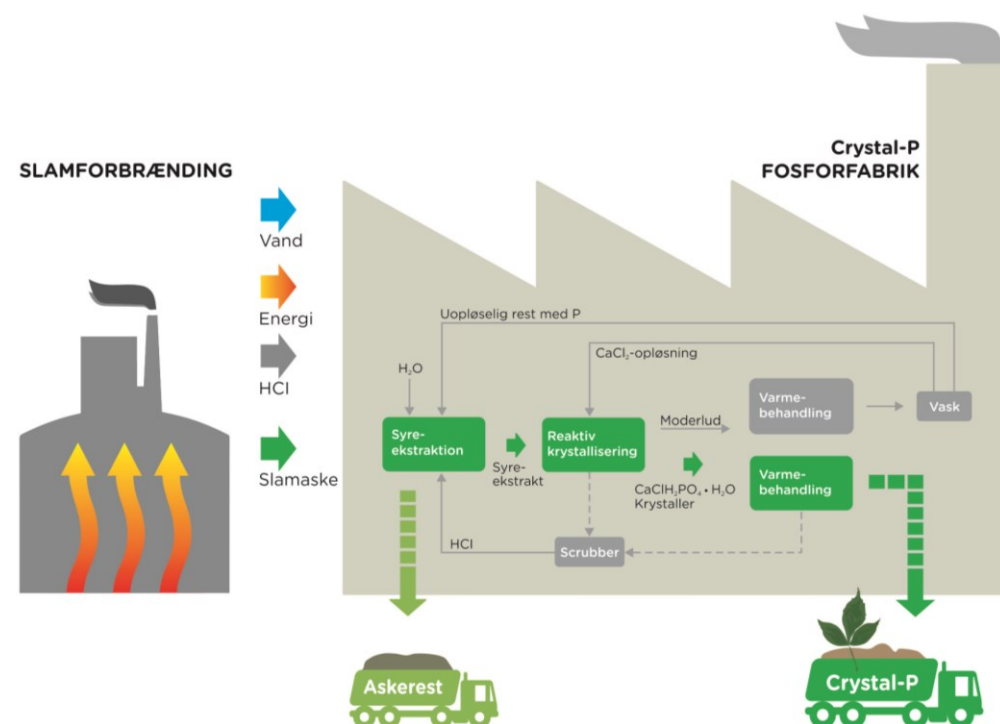 SLAMFORBRÆNDING
Crystal-P
FOSFORFABRIK
Vand
Energi
HCl
Slamaske
Uopløselig rest med P
CaCl₂-opløsning
H₂O
Syre-
ekstraktion
Syre-
ekstrakt
Reaktiv
krystallisering
Moderlud
Varme-
behandling
Vask
CaClH₂PO₄ • H₂O
Krystaller
Varme-
behandling
HCl
Scrubber
Askerest
Crystal-P